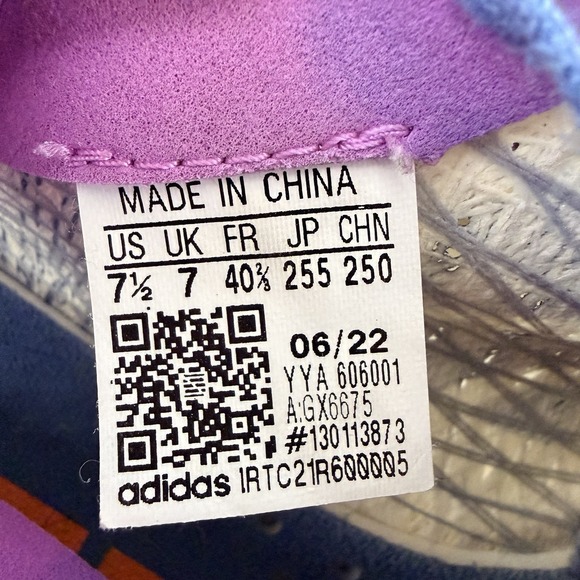 MADE IN CHINA
US UK FR JP CHN
7½ 7 40⅔ 255 250
06/22
YYA 606001
A:GX6675
#130113873
adidas 1RTC21R600005